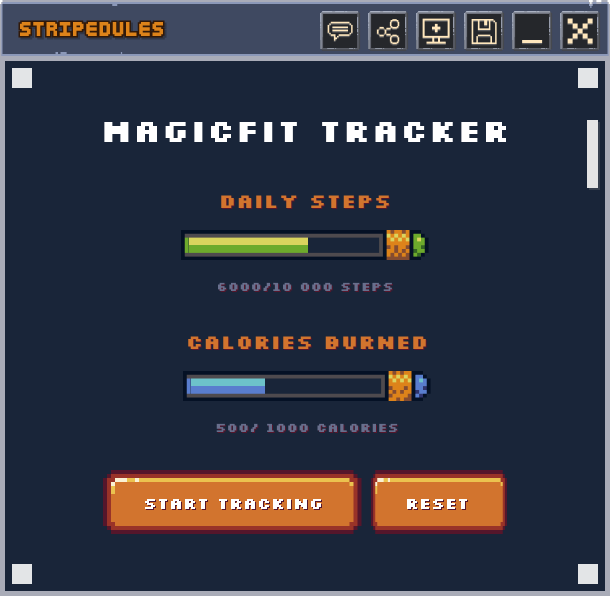 STRIPEDULES
MAGICFIT TRACKER
DAILY STEPS
6000/10 000 STEPS
CALORIES BURNED
500/ 1000 CALORIES
START TRACKING
RESET